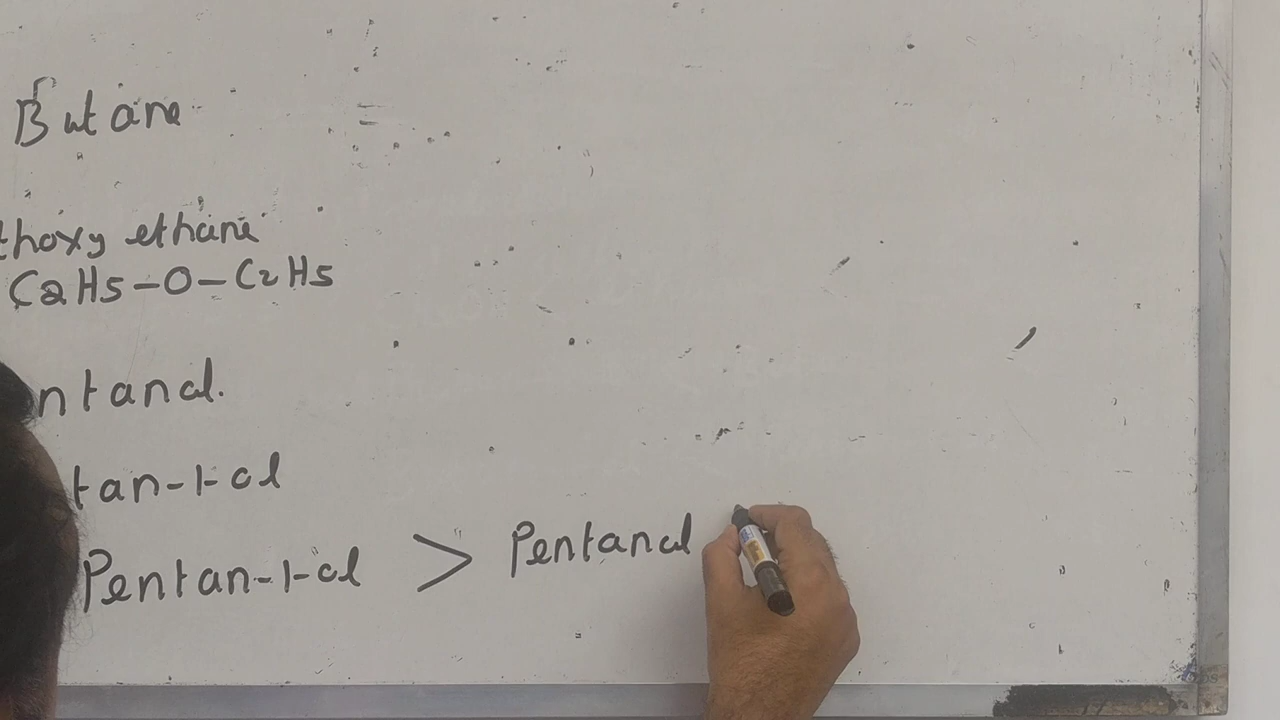 Butane
thoxy ethane
C2H5-O-C2H5
ntanal.
tan-1-ol
Pentan-1-ol > Pentanal